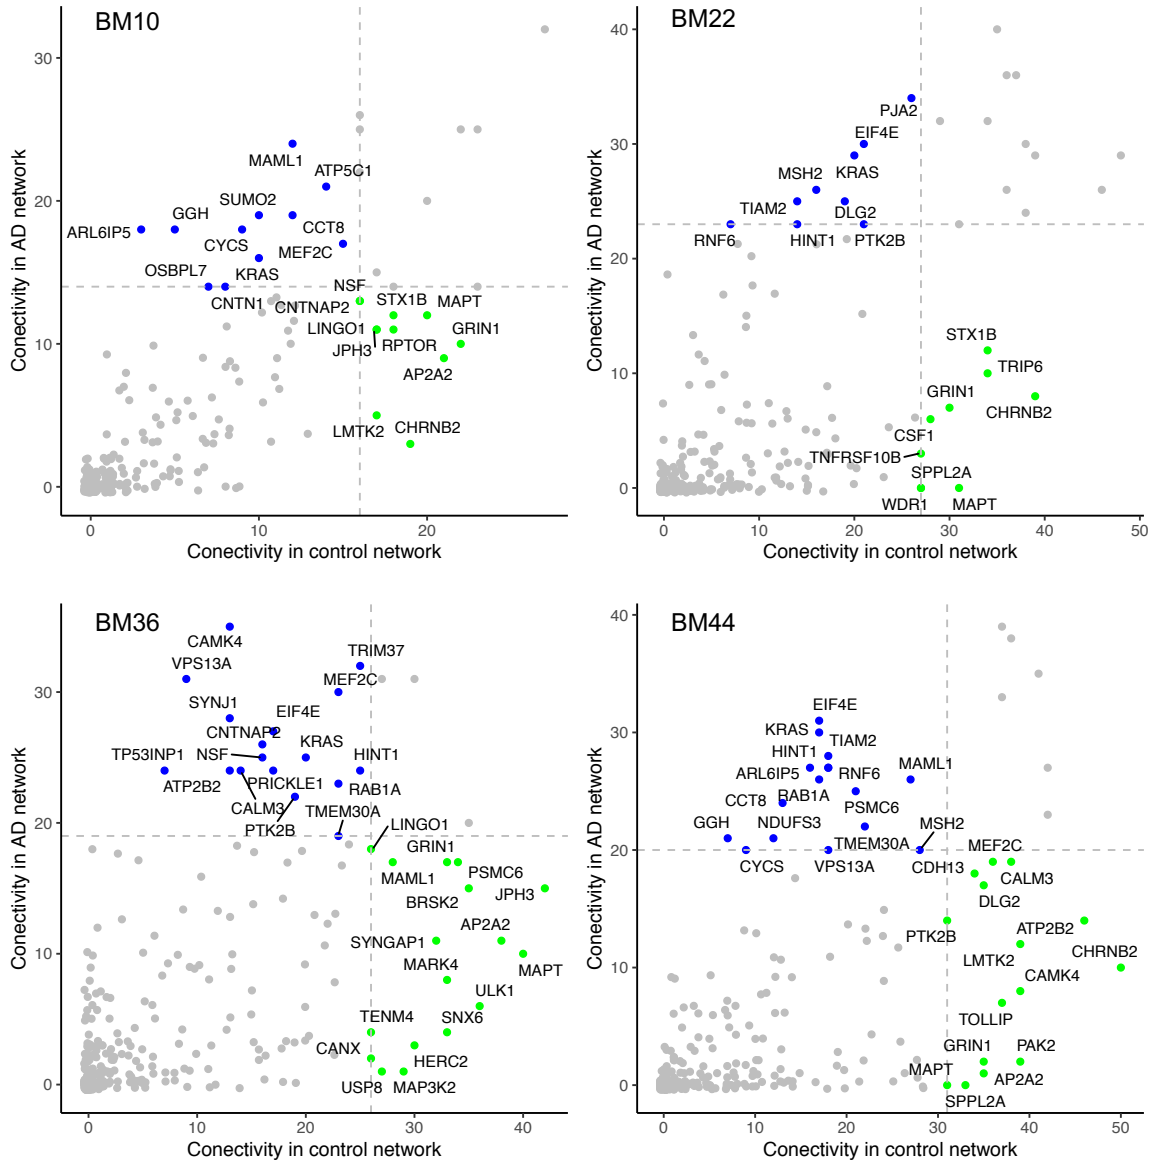 BM10
Conectivity in AD network
30
20
10
0
MAML1
ATP5C1
SUMO2
GGH
ARL6IP5
CCT8
CYCS
MEF2C
OSBPL7
KRAS
NSF
CNTN1
CNTNAP2
STX1B
MAPT
LINGO1
GRIN1
JPH3
RPTOR
AP2A2
LMTK2
CHRNB2
0
10
20
Conectivity in control network
BM22
Conectivity in AD network
40
30
20
10
0
PJA2
EIF4E
MSH2
KRAS
TIAM2
DLG2
RNF6
HINT1
PTK2B
STX1B
TRIP6
GRIN1
CHRNB2
CSF1
TNFRSF10B
SPPL2A
WDR1
MAPT
0
10
20
30
40
50
Conectivity in control network
BM36
Conectivity in AD network
30
20
10
0
CAMK4
TRIM37
VPS13A
MEF2C
SYNJ1
EIF4E
CNTNAP2
KRAS
TP53INP1
NSF
HINT1
ATP2B2
PRICKLE1
RAB1A
CALM3
TMEM30A
PTK2B
LINGO1
GRIN1
MAML1
PSMC6
BRSK2
JPH3
AP2A2
SYNGAP1
MARK4
MAPT
ULK1
TENM4
SNX6
CANX
HERC2
USP8
MAP3K2
0
10
20
30
40
Conectivity in control network
BM44
Conectivity in AD network
40
30
20
10
0
EIF4E
KRAS
TIAM2
HINT1
MAML1
ARL6IP5
RNF6
RAB1A
CCT8
PSMC6
GGH
NDUFS3
MSH2
TMEM30A
MEF2C
CYCS
VPS13A
CDH13
CALM3
DLG2
PTK2B
ATP2B2
CHRNB2
LMTK2
CAMK4
TOLLIP
GRIN1
PAK2
MAPT
AP2A2
SPPL2A
0
10
20
30
40
50
Conectivity in control network